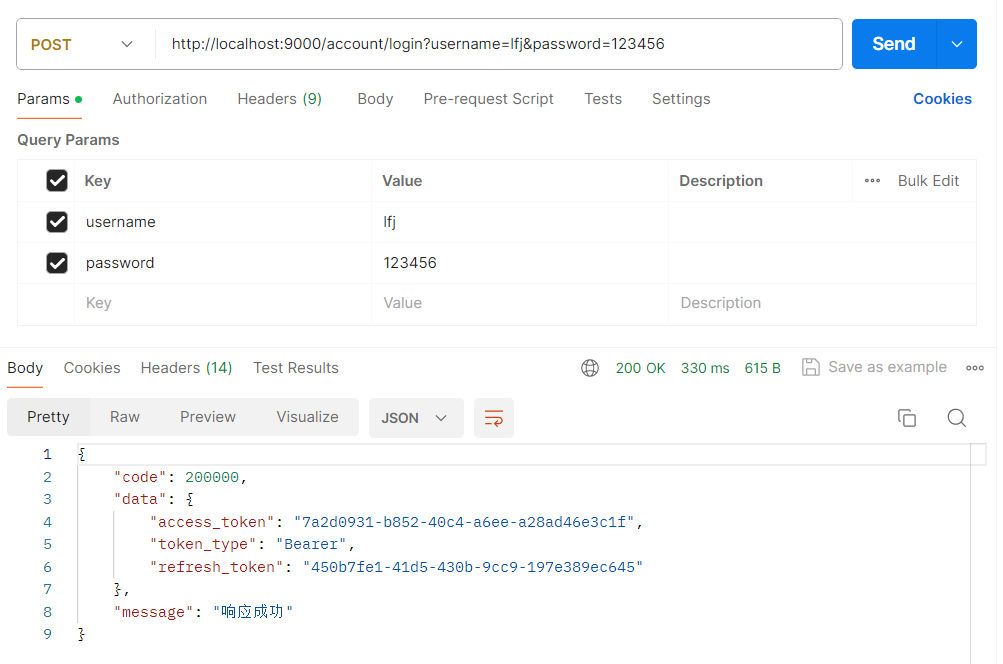 POST http://localhost:9000/account/login?username=lfj&password=123456 Send
Params Authorization Headers (9) Body Pre-request Script Tests Settings Cookies
Query Params
Key Value Description Bulk Edit
username lfj
password 123456
Key Value Description
Body Cookies Headers (14) Test Results 200 OK 330 ms 615 B Save as example
Pretty Raw Preview Visualize JSON
1 {
2 "code": 200000,
3 "data": {
4 "access_token": "7a2d0931-b852-40c4-a6ee-a28ad46e3c1f",
5 "token_type": "Bearer",
6 "refresh_token": "450b7fe1-41d5-430b-9cc9-197e389ec645"
7 },
8 "message": "响应成功"
9 }